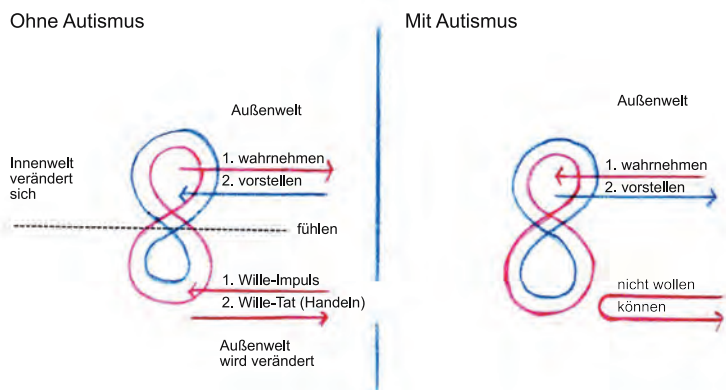 Ohne Autismus
Außenwelt
Innenwelt
verändert
sich
1. wahrnehmen
2. vorstellen
fühlen
1. Wille-Impuls
2. Wille-Tat (Handeln)
Außenwelt
wird verändert
Mit Autismus
Außenwelt
1. wahrnehmen
2. vorstellen
nicht wollen
können